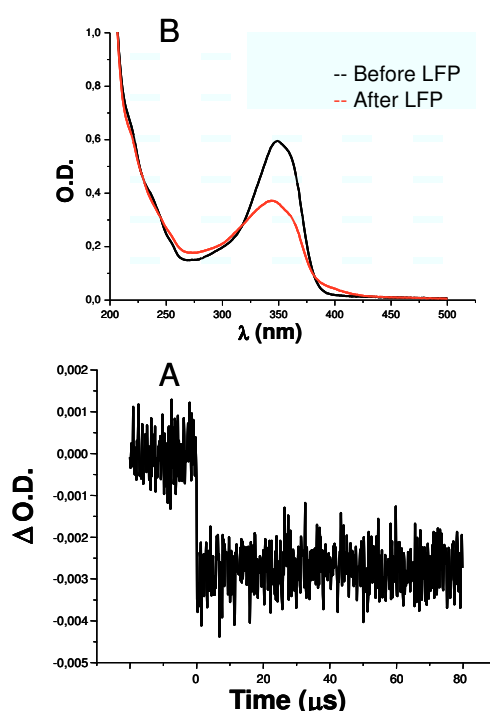 B
1,0
0,8
0,6
0,4
0,2
0,0
O.D.
-- Before LFP
-- After LFP
200 250 300 350 400 450 500
λ (nm)
A
0,002
0,001
0,000
-0,001
-0,002
-0,003
-0,004
-0,005
Δ O.D.
0 20 40 60 80
Time (μs)